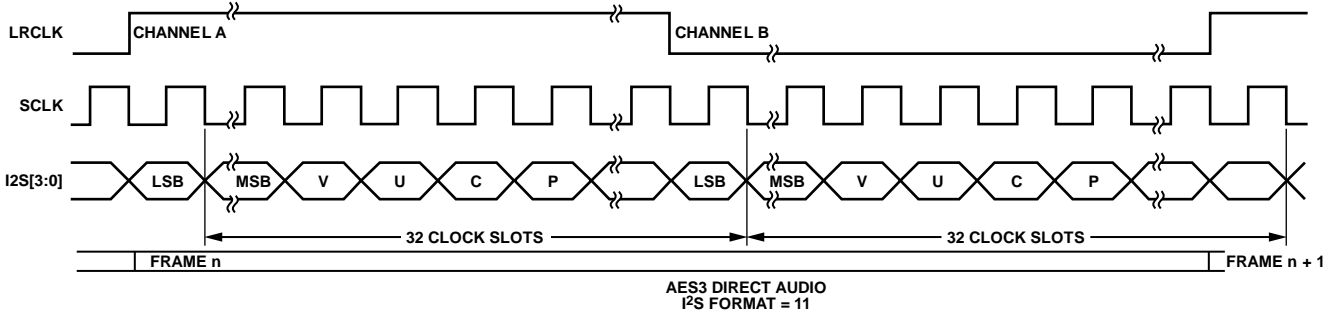 LRCLK
CHANNEL A
CHANNEL B
SCLK
I2S[3:0]
LSB MSB V U C P LSB MSB V U C P
32 CLOCK SLOTS 32 CLOCK SLOTS
FRAME n FRAME n + 1
AES3 DIRECT AUDIO
I²S FORMAT = 11